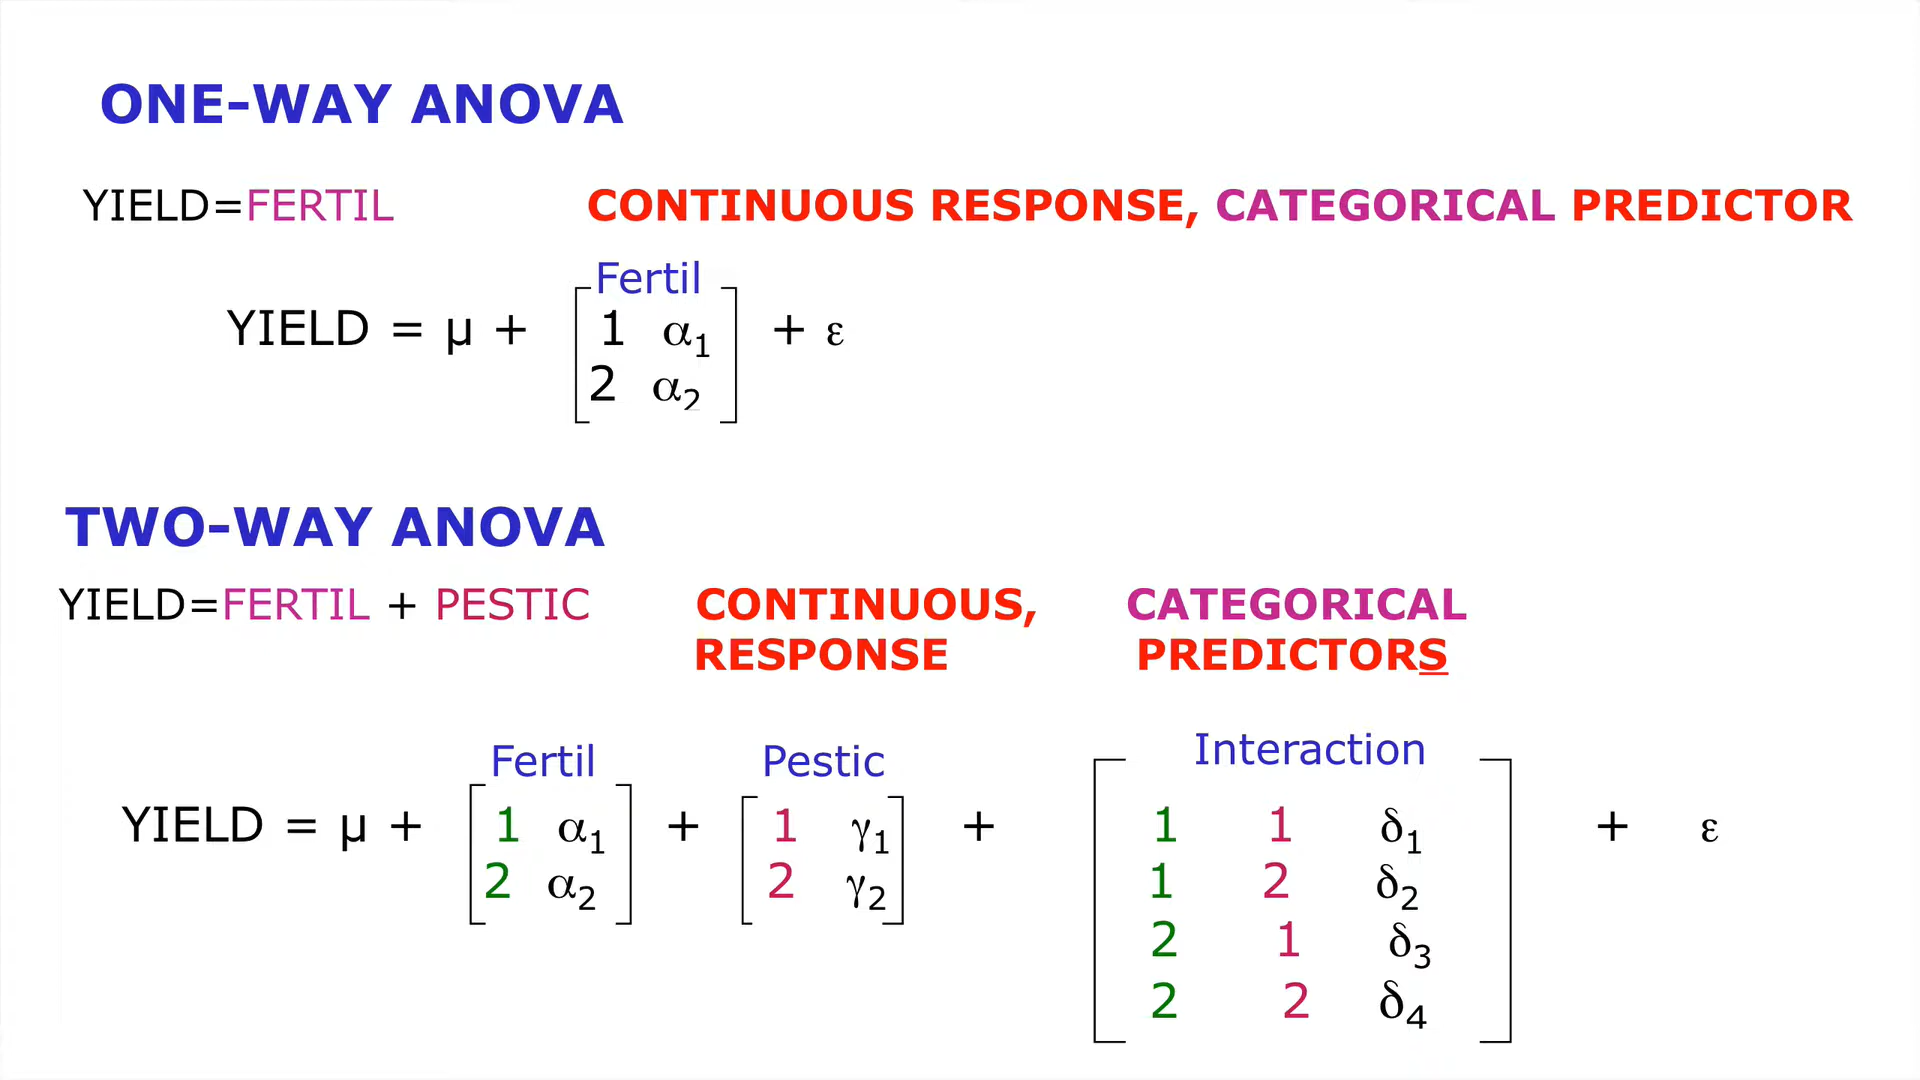 ONE-WAY ANOVA
YIELD=FERTIL CONTINUOUS RESPONSE, CATEGORICAL PREDICTOR
Fertil
YIELD = μ + 1 α1 + ε
2 α2
TWO-WAY ANOVA
YIELD=FERTIL + PESTIC CONTINUOUS, CATEGORICAL
RESPONSE PREDICTORS
Fertil Pestic Interaction
YIELD = μ + 1 α1 + 1 γ1 + 1 1 δ1 + ε
2 α2 2 γ2 1 2 δ2
2 1 δ3
2 2 δ4